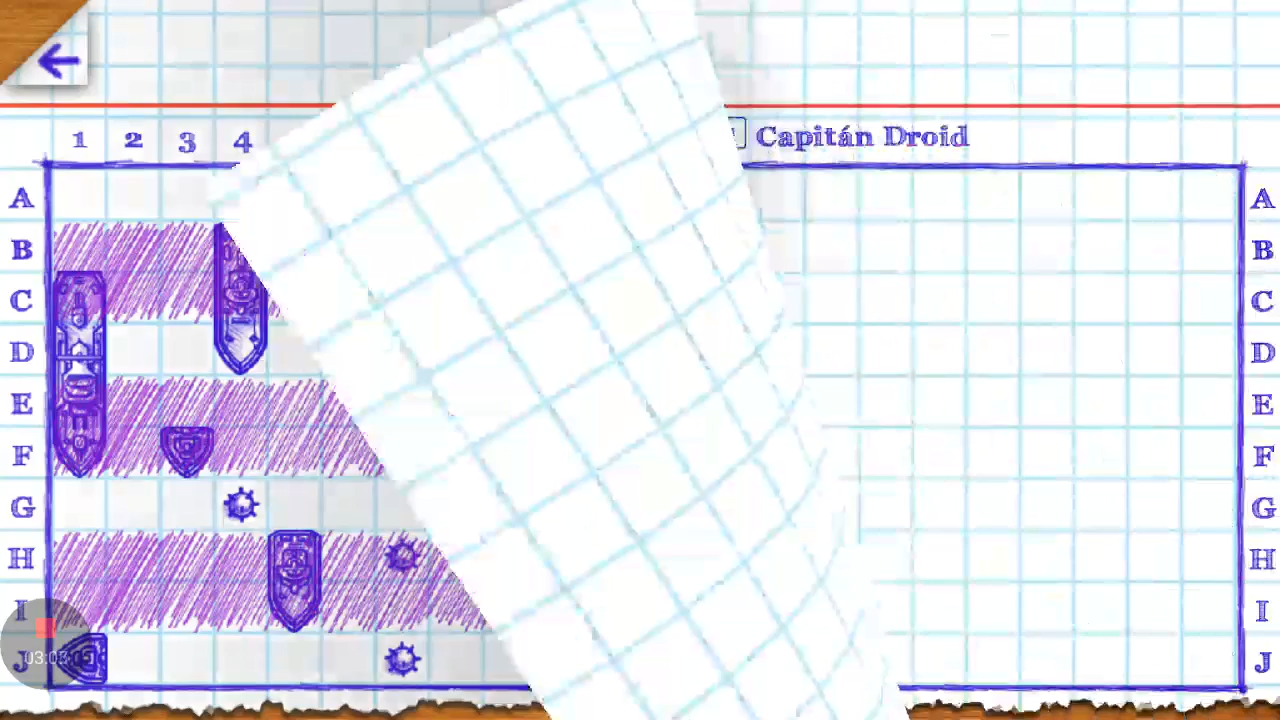 1 2 3 4
Capitán Droid
A A
B B
C C
D D
E E
F F
G G
H H
I I
J J